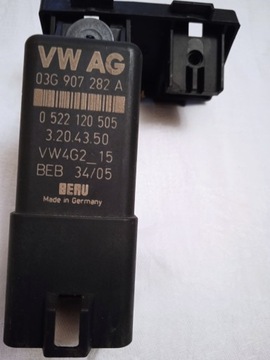 VW AG
03G 907 282 A
0 522 120 505
3.20.43.50
VW4G2_15
BEB 34/05
BERU
Made in Germany